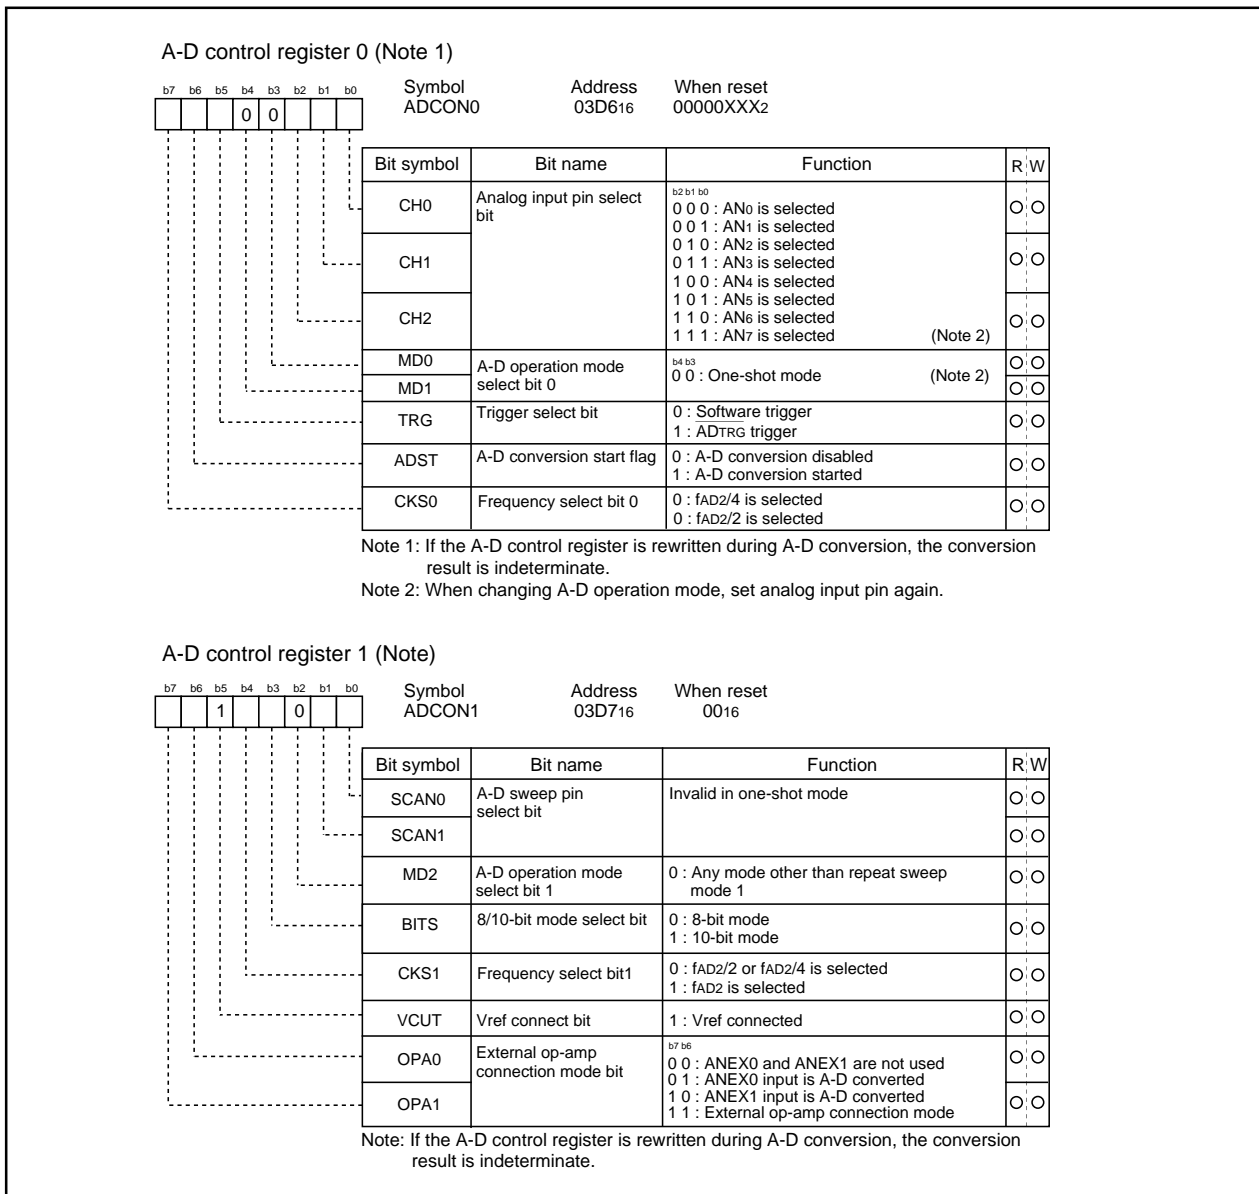 A-D control register 0 (Note 1)
b7 b6 b5 b4 b3 b2 b1 b0
0 0
Symbol Address When reset
ADCON0 03D616 00000XXX2
Bit symbol Bit name Function R W
CH0 Analog input pin select bit
b2 b1 b0
0 0 0 : AN0 is selected
0 0 1 : AN1 is selected
0 1 0 : AN2 is selected
0 1 1 : AN3 is selected
1 0 0 : AN4 is selected
1 0 1 : AN5 is selected
1 1 0 : AN6 is selected
1 1 1 : AN7 is selected (Note 2)
CH1
CH2
MD0 A-D operation mode
select bit 0
b4 b3
0 0 : One-shot mode (Note 2)
MD1
TRG Trigger select bit
0 : Software trigger
1 : ADTRG trigger
ADST A-D conversion start flag
0 : A-D conversion disabled
1 : A-D conversion started
CKS0 Frequency select bit 0
0 : fAD2/4 is selected
0 : fAD2/2 is selected
Note 1: If the A-D control register is rewritten during A-D conversion, the conversion
result is indeterminate.
Note 2: When changing A-D operation mode, set analog input pin again.
A-D control register 1 (Note)
b7 b6 b5 b4 b3 b2 b1 b0
1 0
Symbol Address When reset
ADCON1 03D716 0016
Bit symbol Bit name Function R W
SCAN0 A-D sweep pin
select bit
Invalid in one-shot mode
SCAN1
MD2 A-D operation mode
select bit 1
0 : Any mode other than repeat sweep
mode 1
BITS 8/10-bit mode select bit
0 : 8-bit mode
1 : 10-bit mode
CKS1 Frequency select bit1
0 : fAD2/2 or fAD2/4 is selected
1 : fAD2 is selected
VCUT Vref connect bit 1 : Vref connected
OPA0 External op-amp
connection mode bit
b7 b6
0 0 : ANEX0 and ANEX1 are not used
0 1 : ANEX0 input is A-D converted
1 0 : ANEX1 input is A-D converted
1 1 : External op-amp connection mode
OPA1
Note: If the A-D control register is rewritten during A-D conversion, the conversion
result is indeterminate.